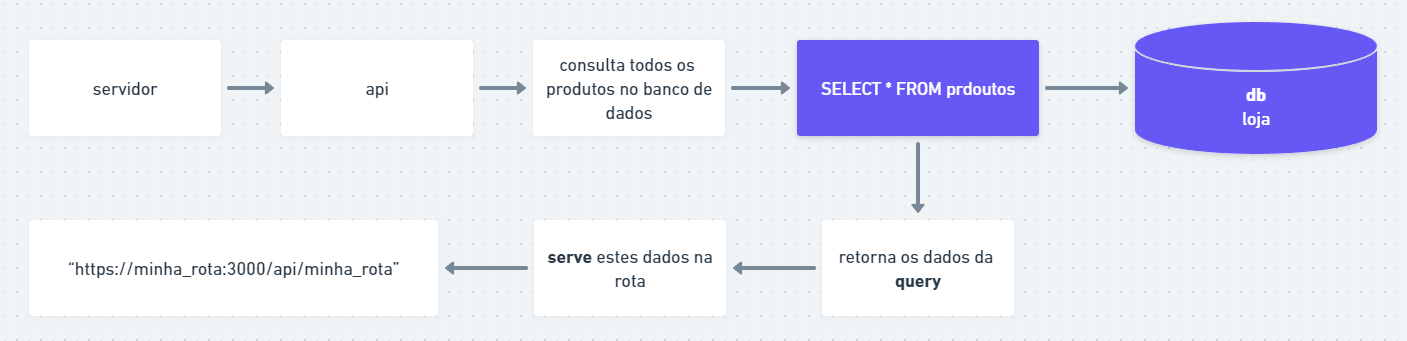 servidor
api
consulta todos os
produtos no banco de
dados
SELECT * FROM prdoutos
db
loja
“https://minha_rota:3000/api/minha_rota”
serve estes dados na
rota
retorna os dados da
query